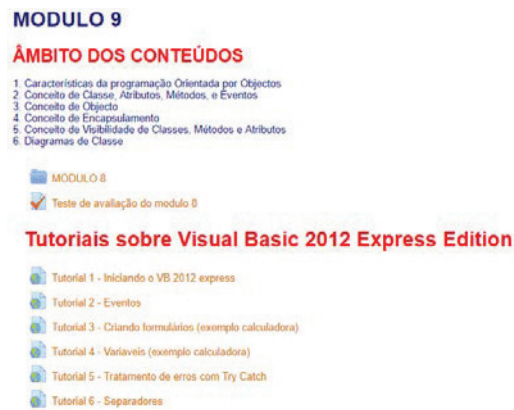 MODULO 9
ÂMBITO DOS CONTEÚDOS
1. Características da programação Orientada por Objectos
2. Conceito de Classe, Atributos, Métodos, e Eventos
3. Conceito de Objecto
4. Conceito de Encapsulamento
5. Conceito de Visibilidade de Classes, Métodos e Atributos
6. Diagramas de Classe
MODULO 8
Teste de avaliação do modulo 8
Tutoriais sobre Visual Basic 2012 Express Edition
Tutorial 1 - Iniciando o VB 2012 express
Tutorial 2 - Eventos
Tutorial 3 - Criando formulários (exemplo calculadora)
Tutorial 4 - Variaveis (exemplo calculadora)
Tutorial 5 - Tratamento de erros com Try Catch
Tutorial 6 - Separadores